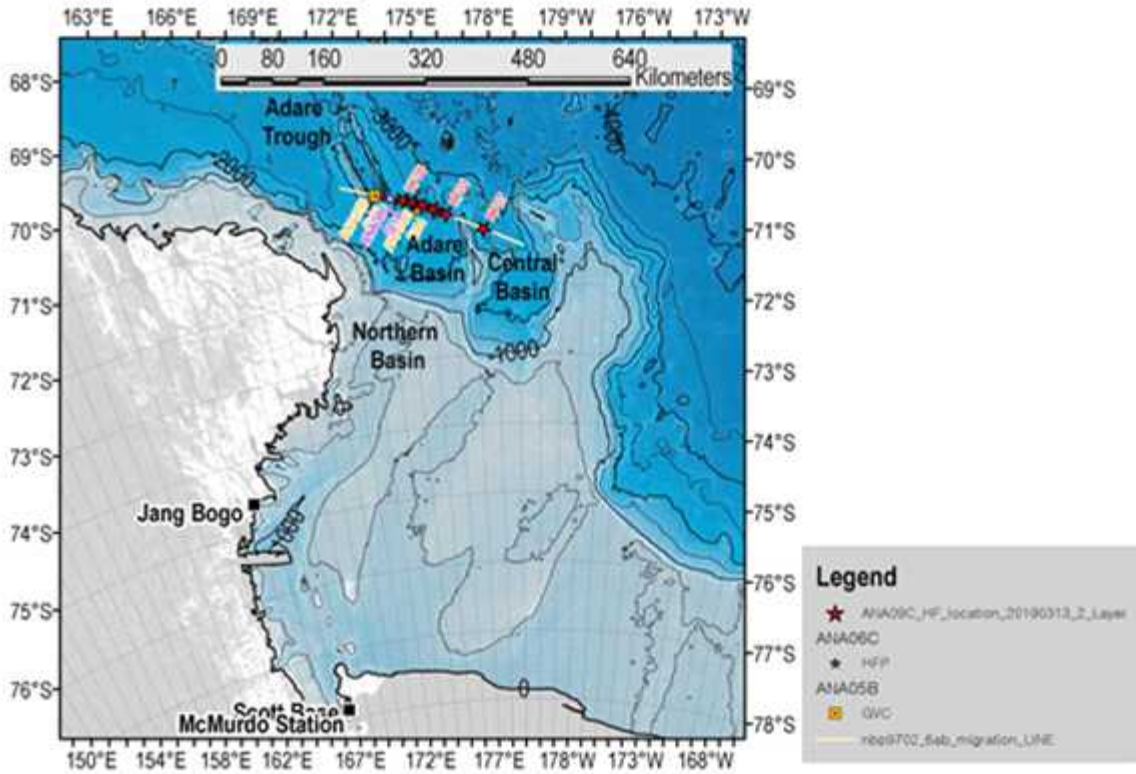 163°E 166°E 169°E 172°E 175°E 178°E 179°W 176°W 173°W
0 80 160 320 480 640
Kilometers
68°S
69°S
70°S
71°S
72°S
73°S
74°S
75°S
76°S
69°S
70°S
71°S
72°S
73°S
74°S
75°S
76°S
77°S
78°S
Adare
Trough
-2000
Adare
Basin
Central
Basin
Northern
Basin
-1000
Jang Bogo
0
Scott Base
McMurdo Station
150°E 154°E 158°E 162°E 167°E 172°E 177°E 178°W 173°W 168°W
Legend
ANA09C_HF_location_20190313_2_Layer
ANA06C
HFP
ANA05B
GVC
nbp9702_6ab_migration_LINE